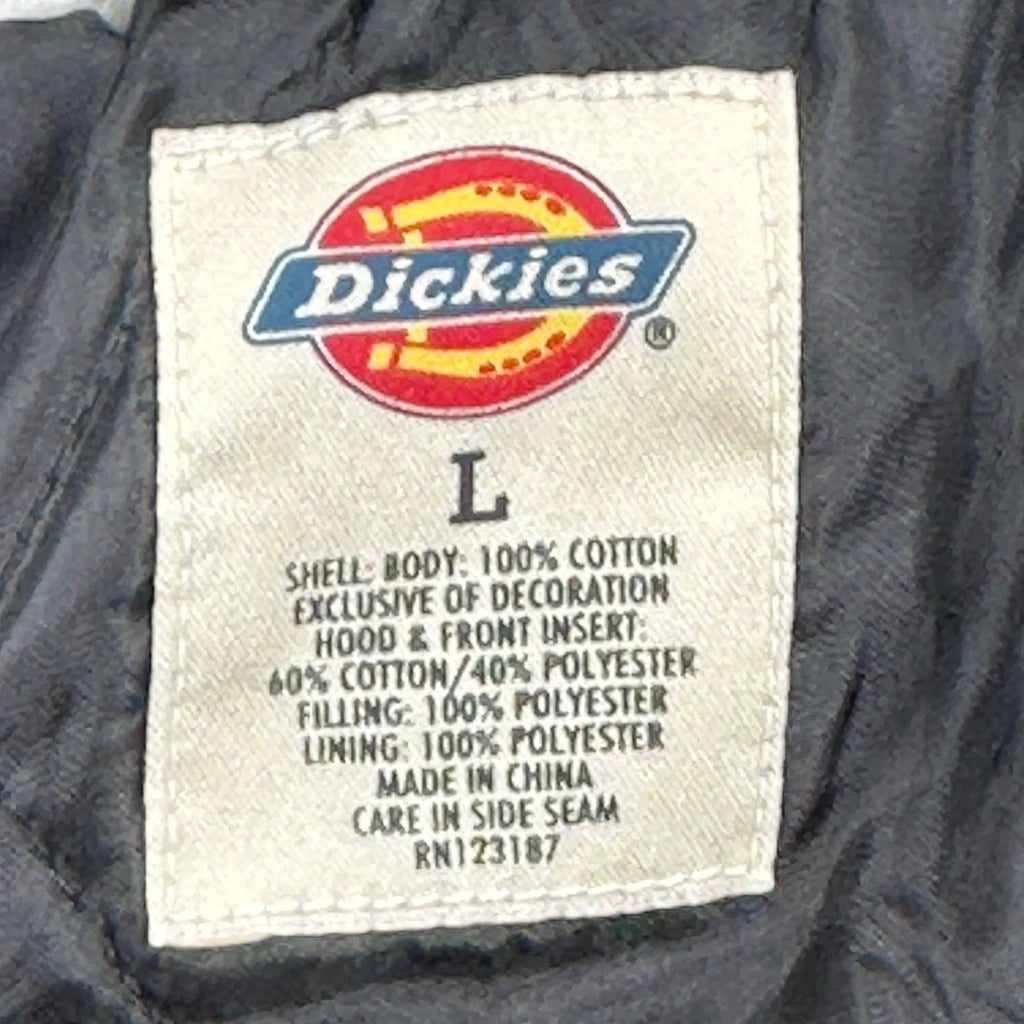 Dickies
®
L
SHELL: BODY: 100% COTTON
EXCLUSIVE OF DECORATION
HOOD & FRONT INSERT:
60% COTTON/40% POLYESTER
FILLING: 100% POLYESTER
LINING: 100% POLYESTER
MADE IN CHINA
CARE IN SIDE SEAM
RN123187